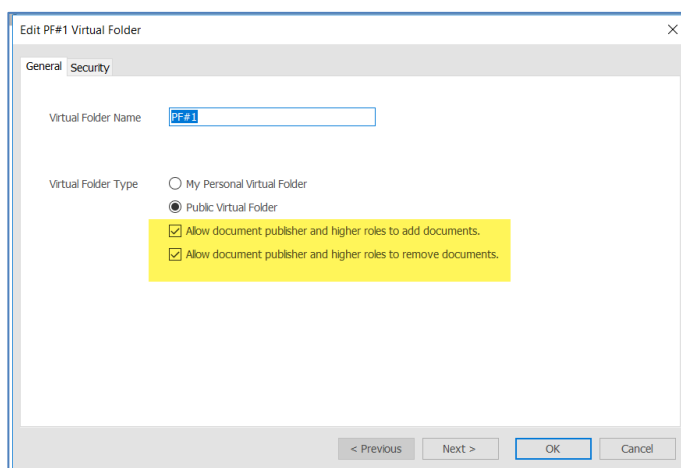 Edit PF#1 Virtual Folder
General Security
Virtual Folder Name PF#1
Virtual Folder Type My Personal Virtual Folder
Public Virtual Folder
Allow document publisher and higher roles to add documents.
Allow document publisher and higher roles to remove documents.
< Previous Next > OK Cancel